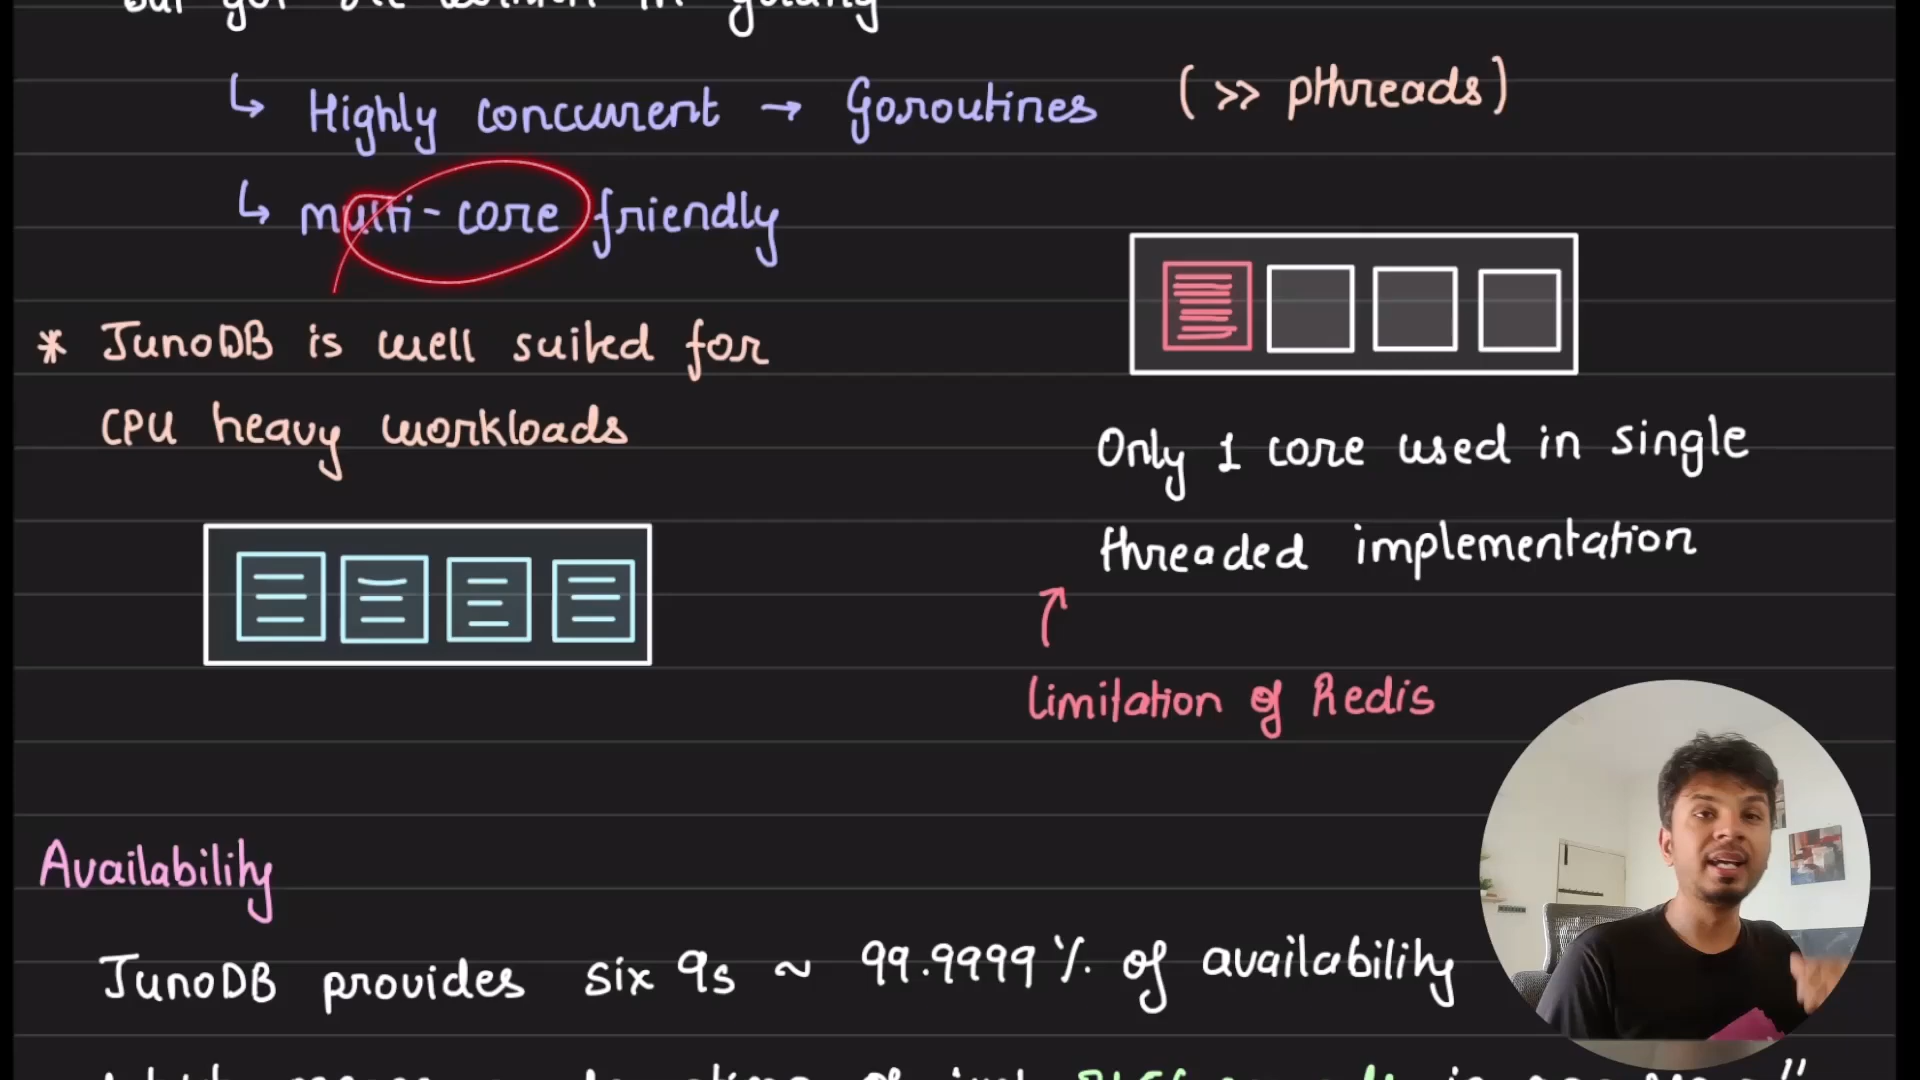 ↳ Highly concurrent → Goroutines (>> pthreads)
↳ multi-core friendly
* JunoDB is well suited for
CPU heavy workloads
Only 1 core used in single
threaded implementation
↑
limitation of Redis
Availability
JunoDB provides six 9s ~ 99.9999 % of availability